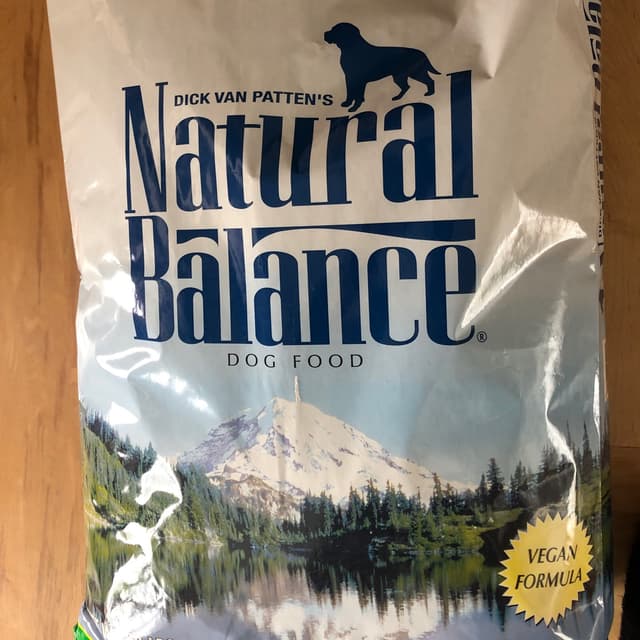 DICK VAN PATTEN'S
Natural
Balance®
DOG FOOD
VEGAN
FORMULA